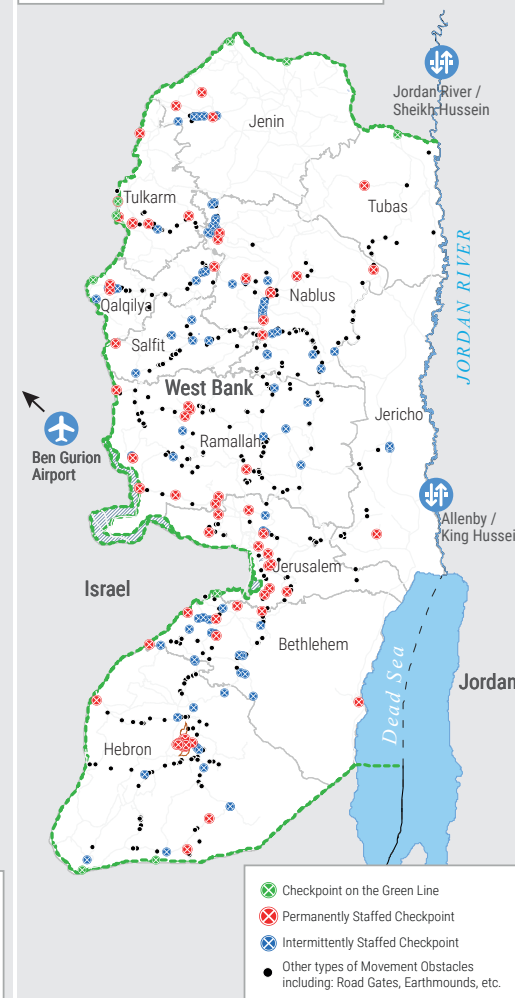 Jordan River /
Sheikh Hussein
Jenin
Tulkarm
Tubas
JORDAN RIVER
Nablus
Qalqilya
Salfit
West Bank
Jericho
Ramallah
Ben Gurion
Airport
Allenby /
King Hussei
Jerusalem
Israel
Bethlehem
Dead Sea
Jordan
Hebron
Checkpoint on the Green Line
Permanently Staffed Checkpoint
Intermittently Staffed Checkpoint
Other types of Movement Obstacles
including: Road Gates, Earthmounds, etc.